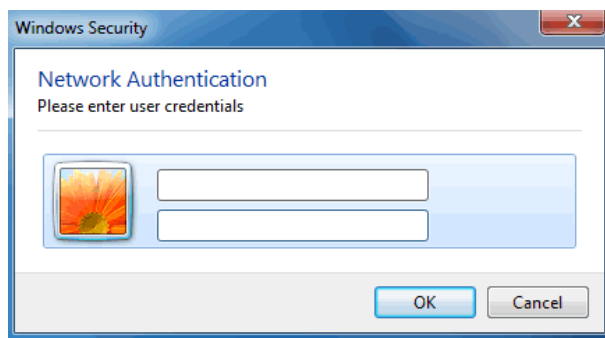 Windows Security
Network Authentication
Please enter user credentials
OK
Cancel